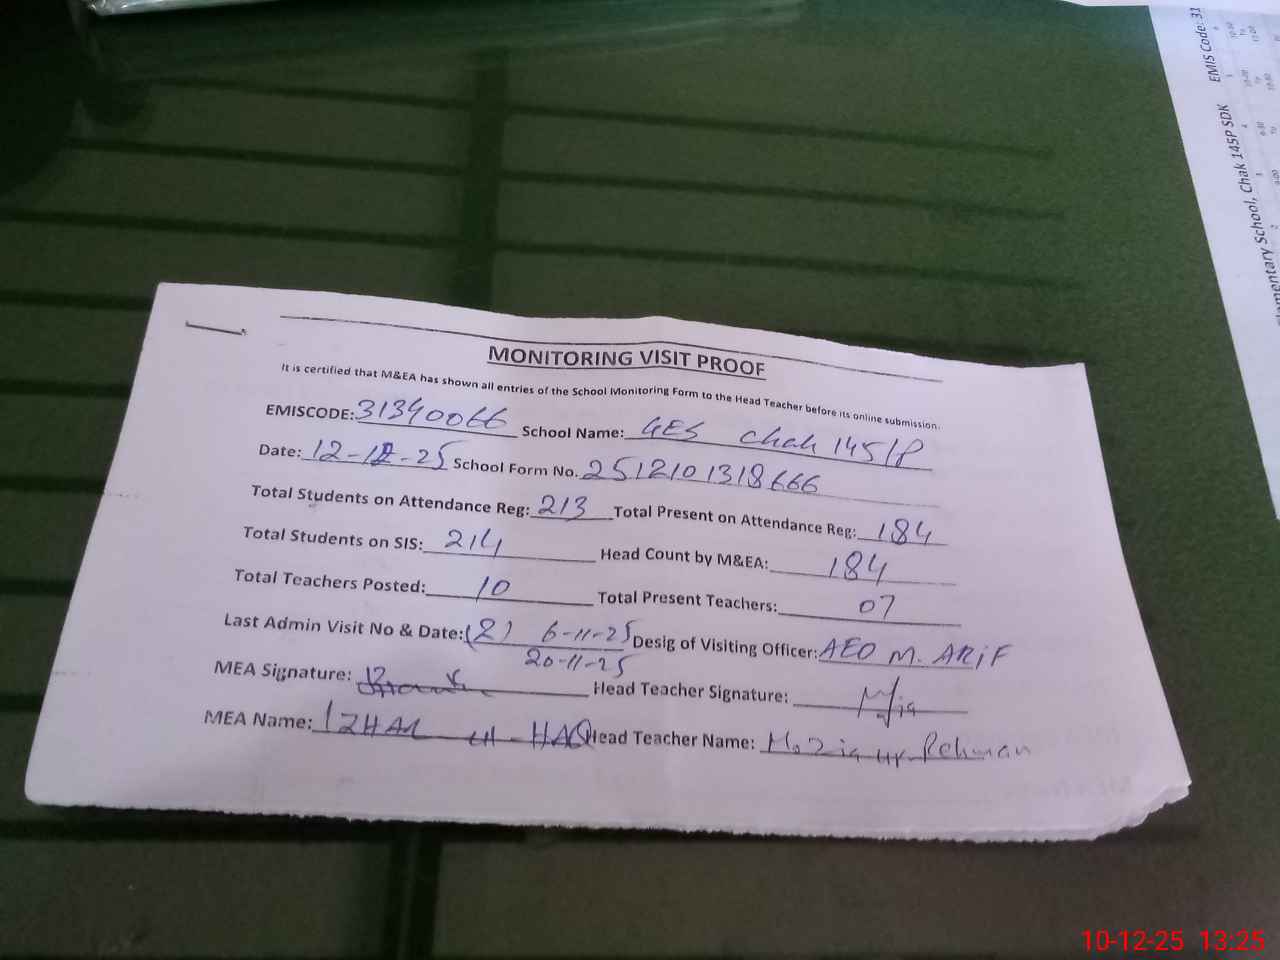 MONITORING VISIT PROOF
It is certified that M&EA has shown all entries of the School Monitoring Form to the Head Teacher before its online submission.
EMISCODE: 31340066 School Name: GES Chak 145/P
Date: 12-12-25 School Form No. 2512101318666
Total Students on Attendance Reg: 213 Total Present on Attendance Reg: 184
Total Students on SIS: 214 Head Count by M&EA: 184
Total Teachers Posted: 10 Total Present Teachers: 07
Last Admin Visit No & Date: (2) 6-11-25 Desig of Visiting Officer: AEO M. ARIF
20-11-25
MEA Signature: Head Teacher Signature: M/Zia
MEA Name: IZHAR UL-HAQ Head Teacher Name: M. Zia ur Rehman
EMIS Code: 31
lementary School, Chak 145P SDK
10-12-25 13:25